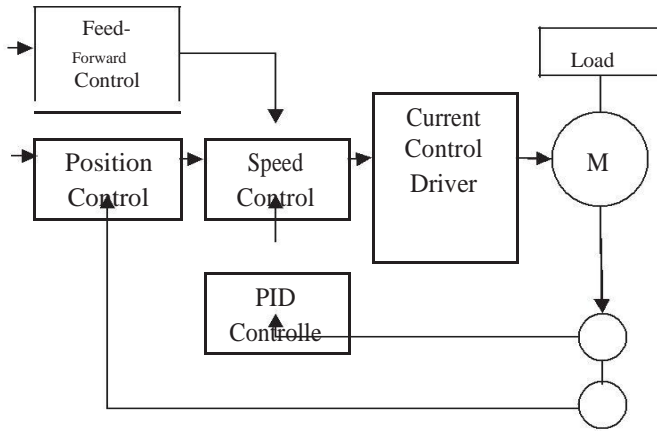 Feed-
Forward
Control
Load
Position
Control
Speed
Control
Current
Control
Driver
M
PID
Controlle